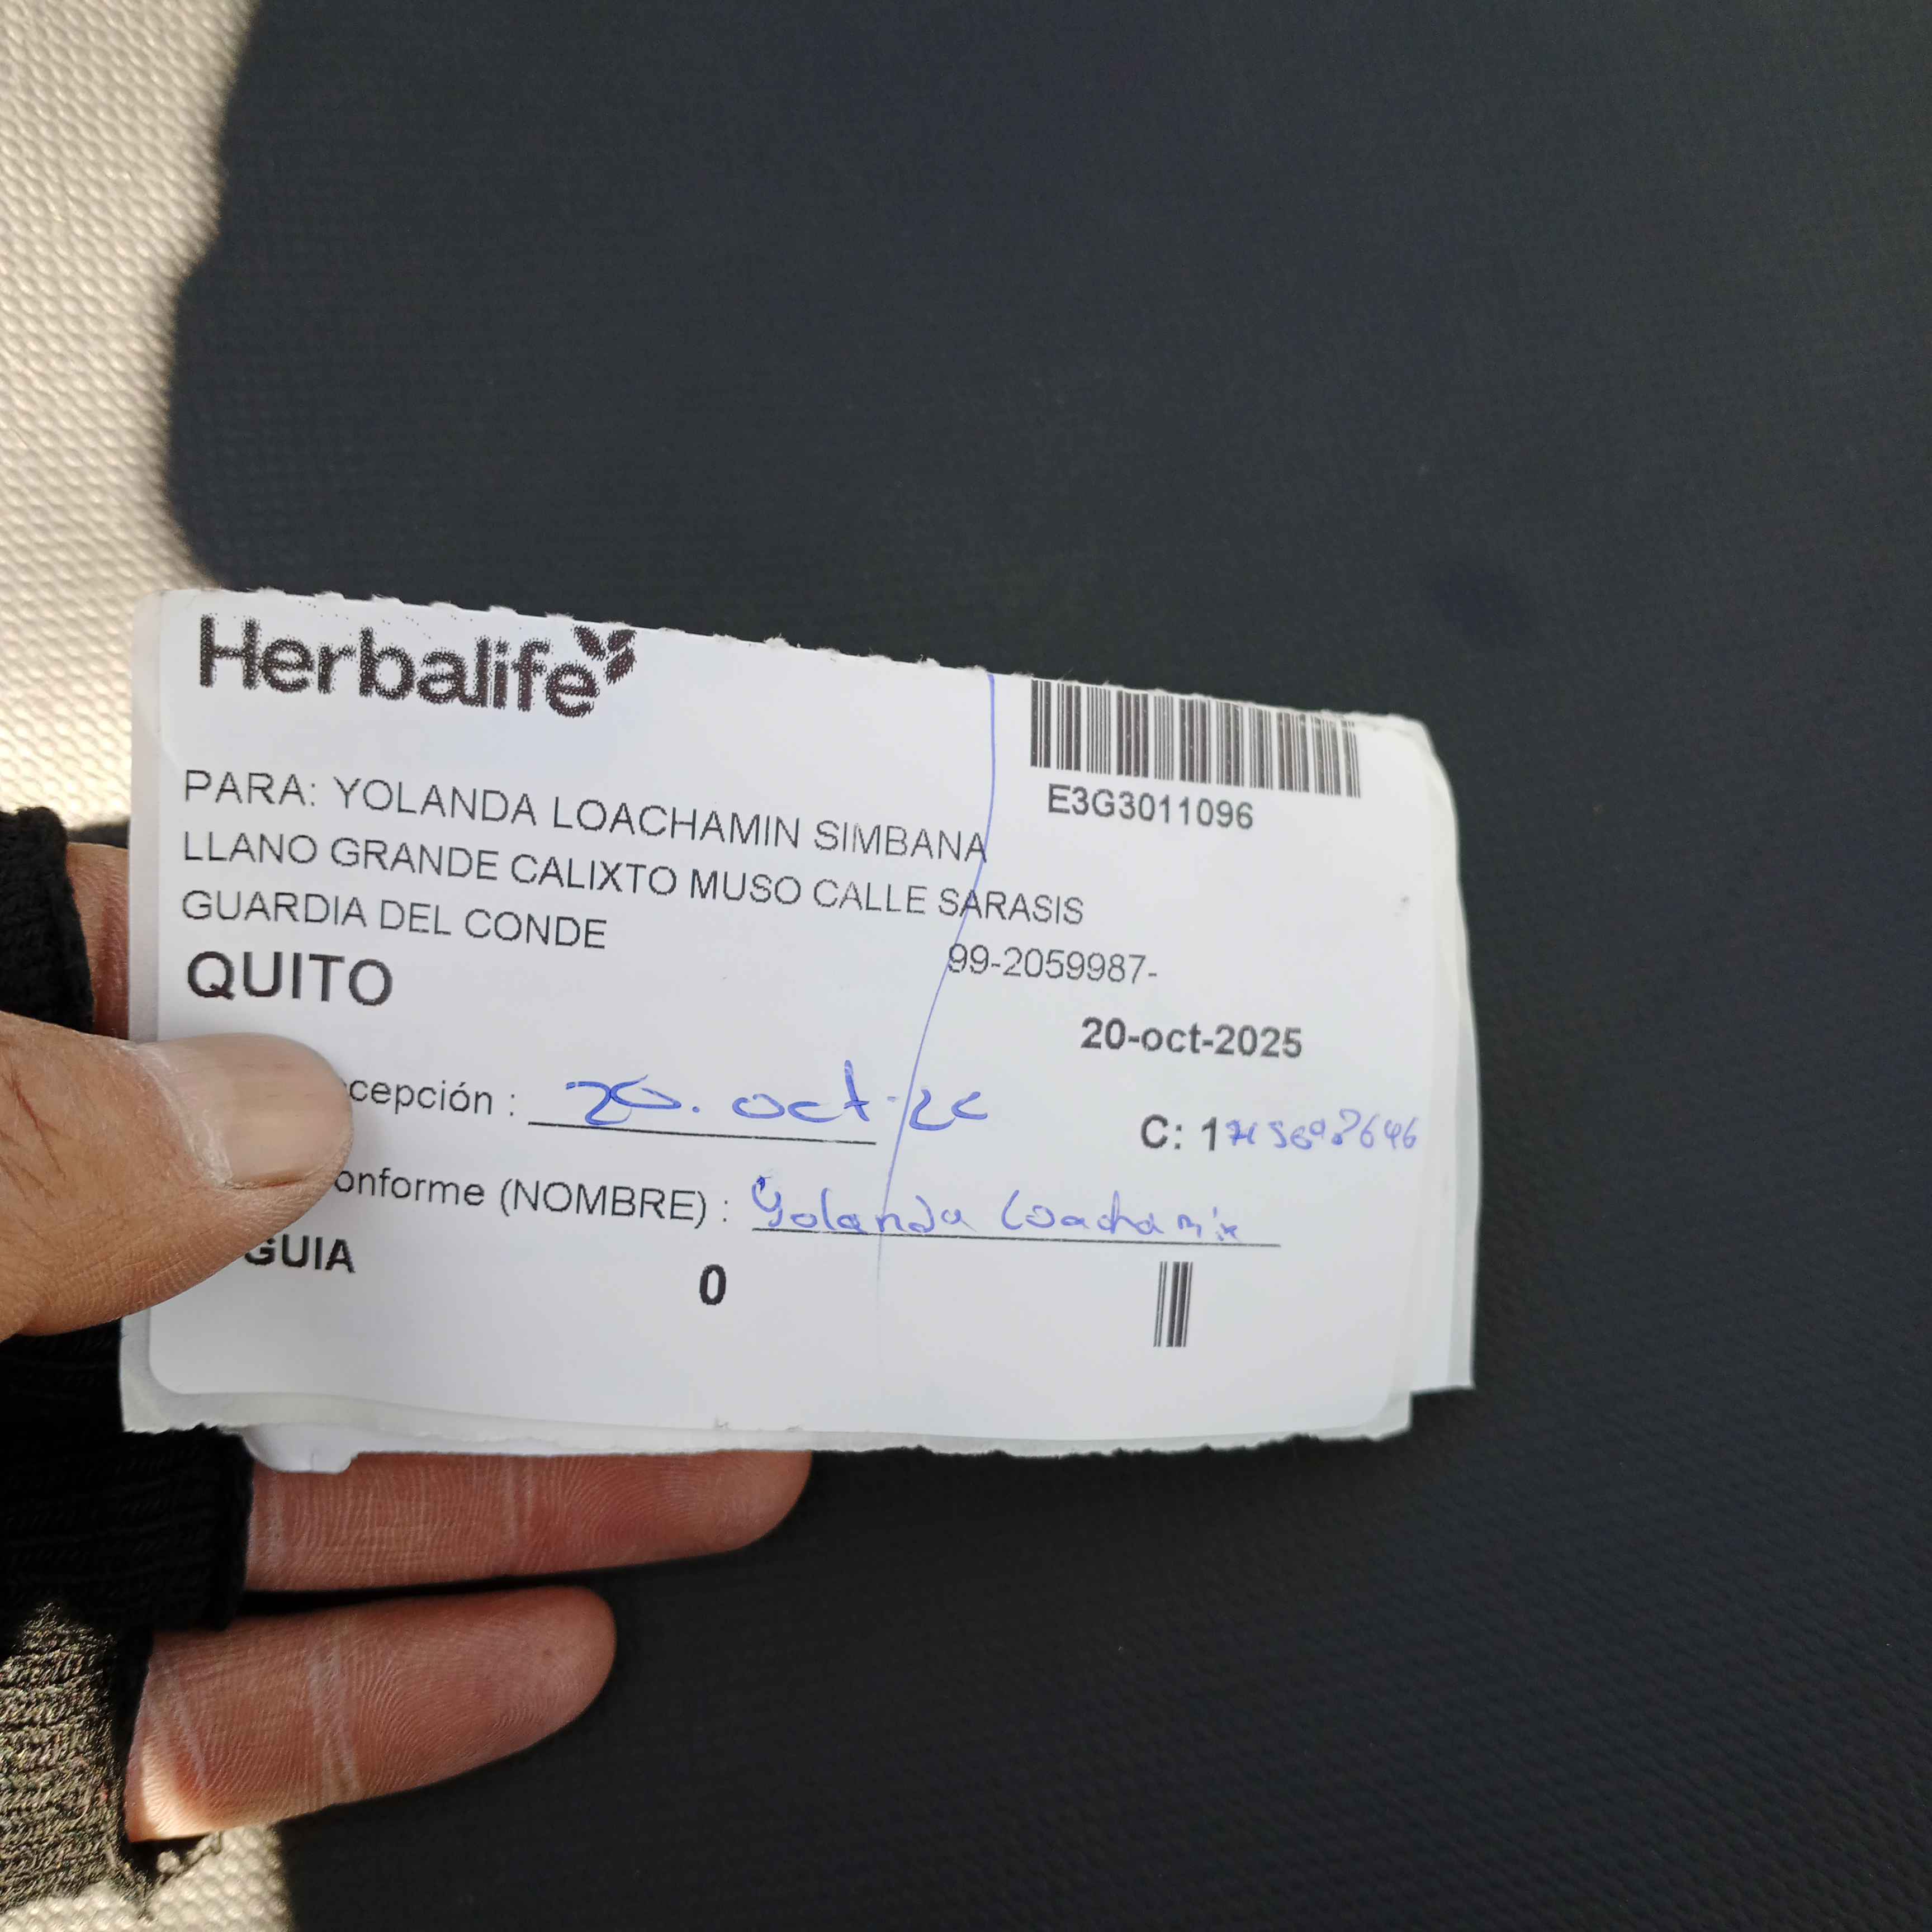 Herbalife
E3G3011096
PARA: YOLANDA LOACHAMIN SIMBANA
LLANO GRANDE CALIXTO MUSO CALLE SARASIS
GUARDIA DEL CONDE
99-2059987-
QUITO
20-oct-2025
cepción : 20. oct-
C: 1
onforme (NOMBRE) : Yolanda Loachamin
GUIA 0